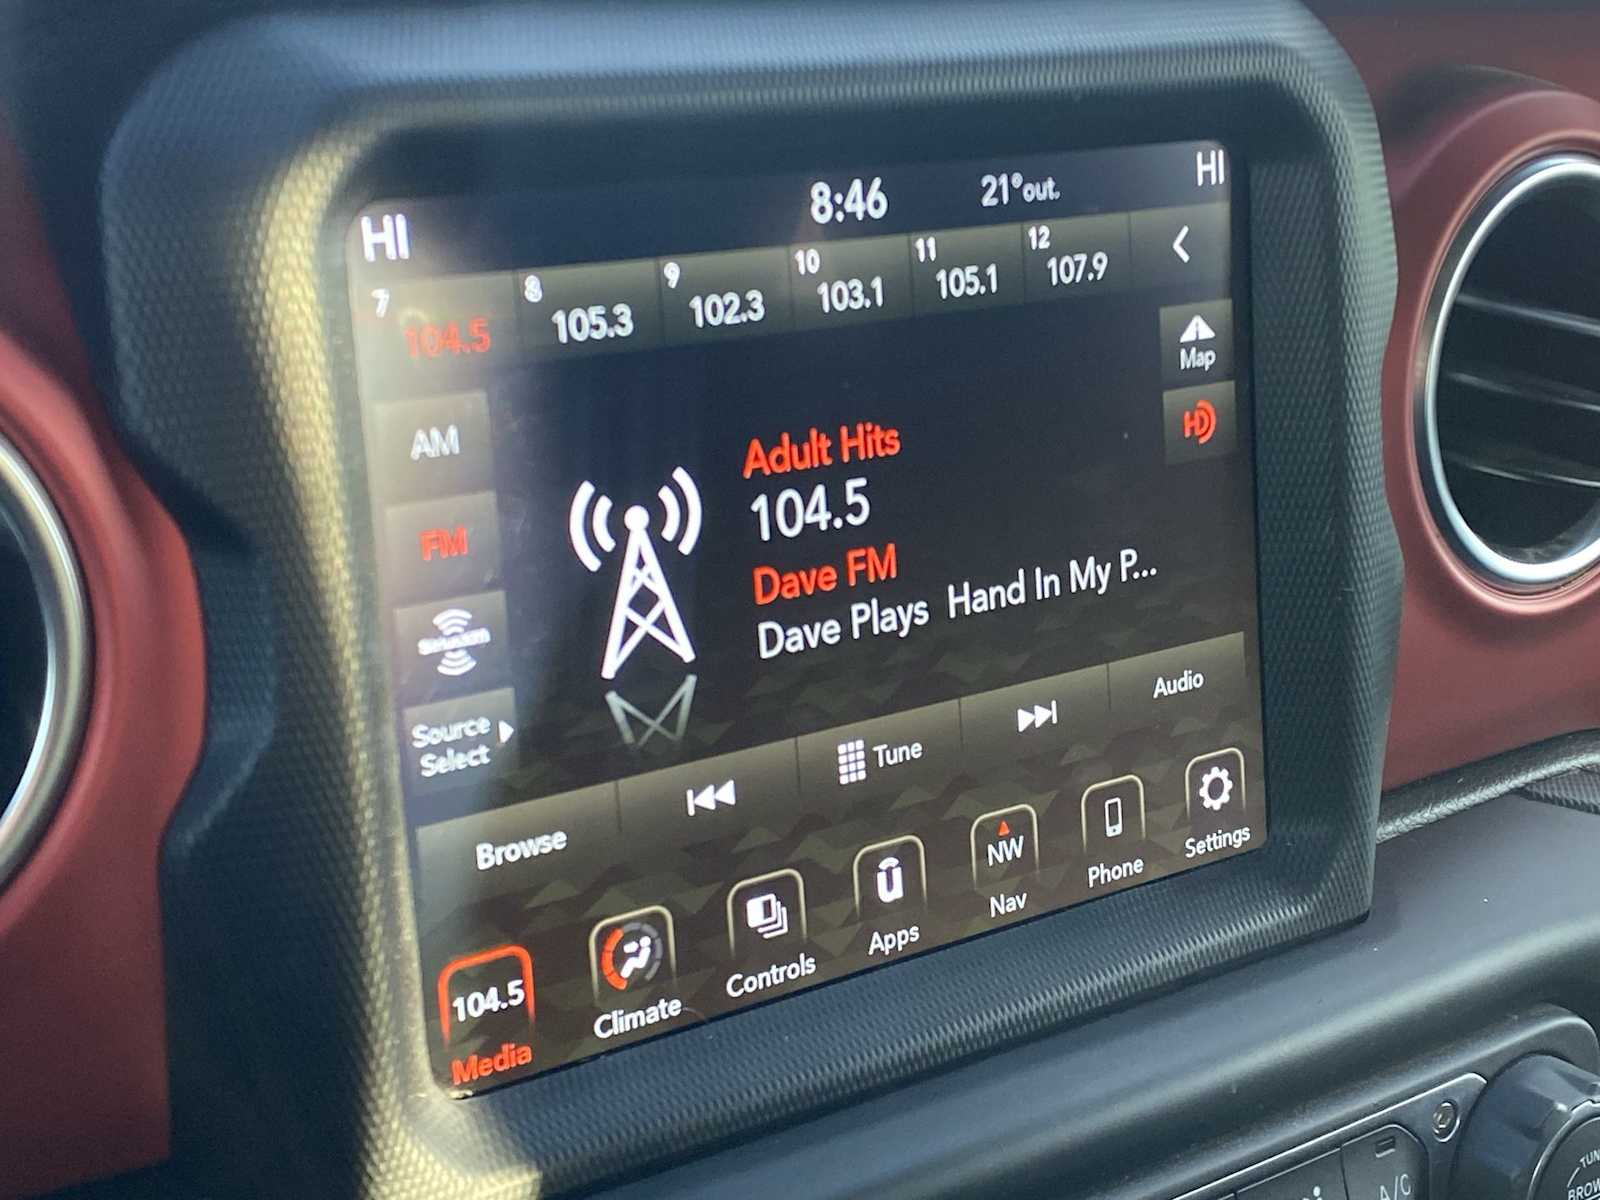 HI 8:46 21°out. HI
7 104.5 8 105.3 9 102.3 10 103.1 11 105.1 12 107.9
Map
AM
HD
Adult Hits
104.5
FM
Dave FM
Dave Plays Hand In My P...
SiriusXM
Source
Select
Browse Tune Audio
104.5 NW
Media Climate Controls Apps Nav Phone Settings
A/C